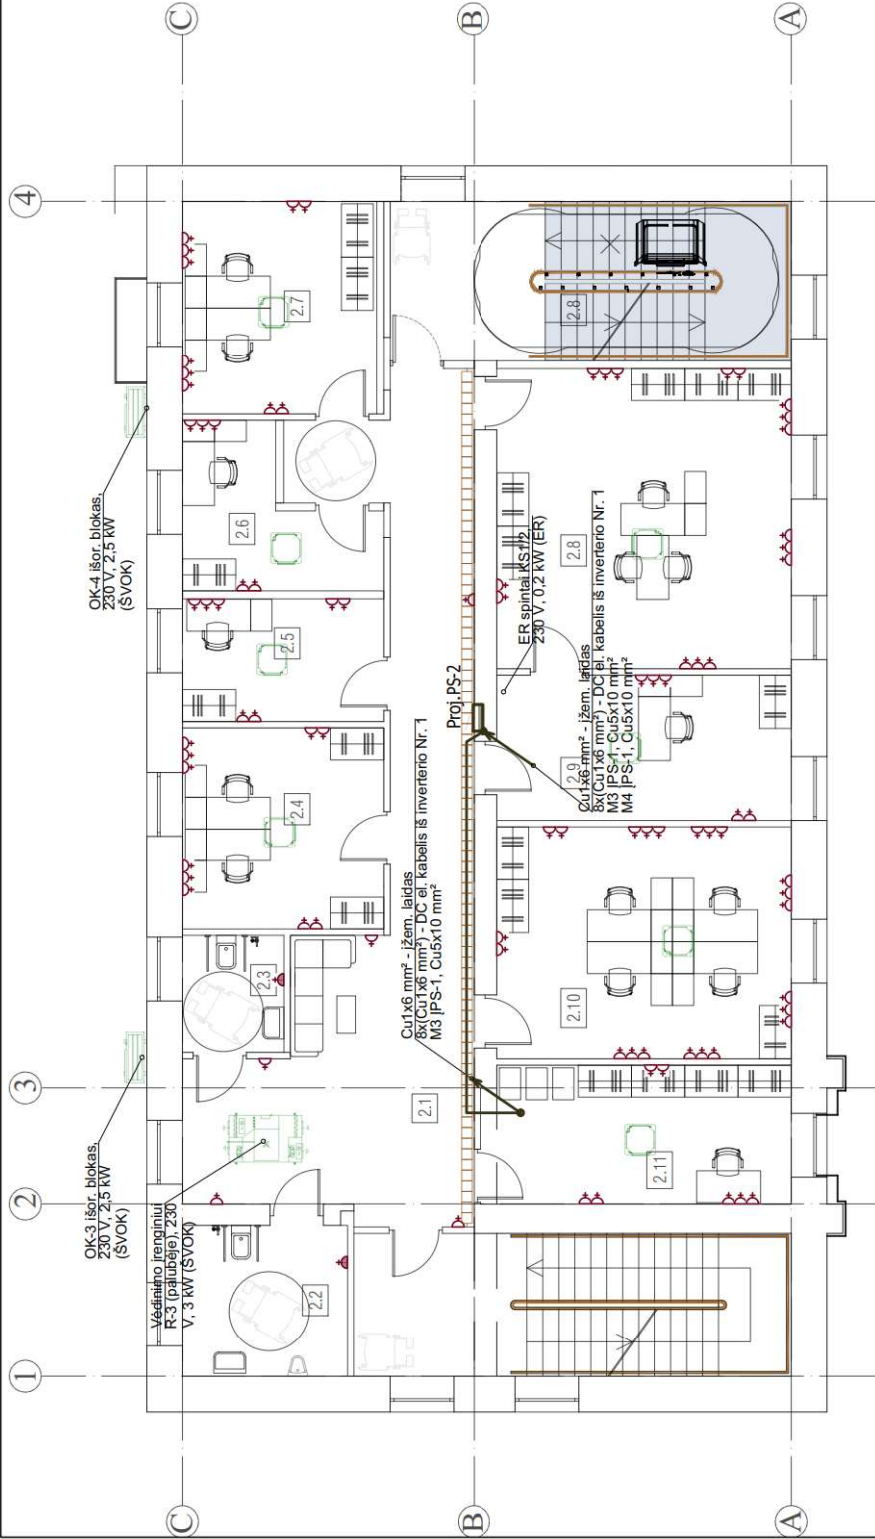 C
B
A
4
OK-4 išor. blokas,
230 V, 2,5 kW
(ŠVOK)
2.7
2.8
2.6
2.5
2.8
ER spintai KS1/2,
230 V, 0,2 kW (ER)
Proj.PS-2
2.4
2.9
Cu1x6 mm² - įžem. laidas
8x(Cu1x6 mm²) - DC el. kabelis iš inverterio Nr. 1
M3 ĮPS-1, Cu5x10 mm²
M4 ĮPS-1, Cu5x10 mm²
2.3
2.10
Cu1x6 mm² - įžem. laidas
8x(Cu1x6 mm²) - DC el. kabelis iš inverterio Nr. 1
M3 ĮPS-1, Cu5x10 mm²
3
2.1
2.11
2
OK-3 išor. blokas,
230 V, 2,5 kW
(ŠVOK)
Vėdinimo įrenginiui
R-3 (palubėje), 230
V, 3 kW (ŠVOK)
2.2
1
C
B
A